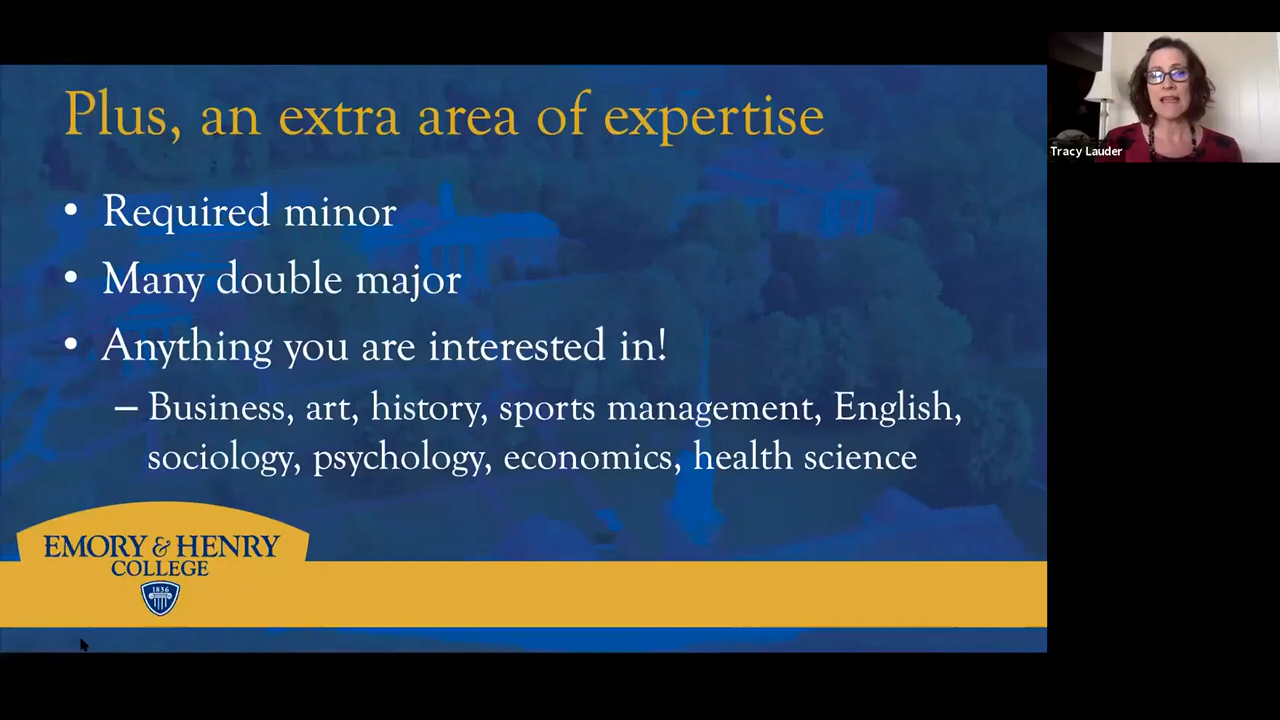 Plus, an extra area of expertise
• Required minor
• Many double major
• Anything you are interested in!
– Business, art, history, sports management, English,
sociology, psychology, economics, health science
EMORY & HENRY
COLLEGE
1836
Tracy Lauder